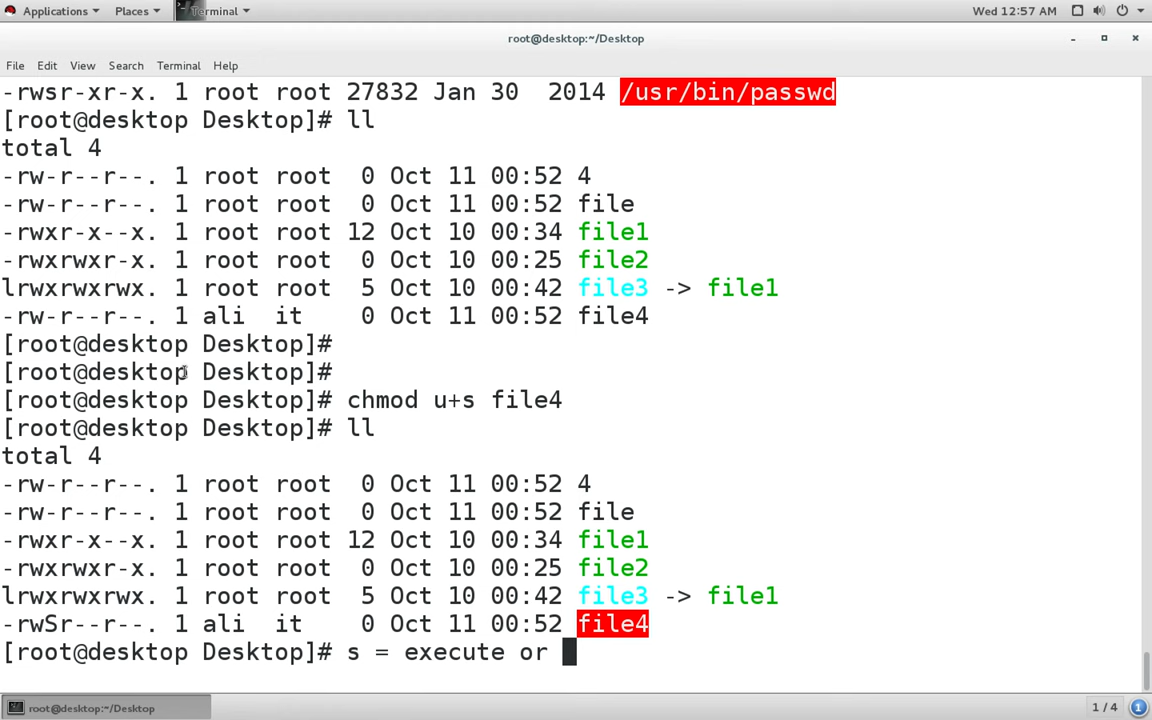 Applications Places Terminal Wed 12:57 AM
root@desktop:~/Desktop
File Edit View Search Terminal Help
-rwsr-xr-x. 1 root root 27832 Jan 30  2014 /usr/bin/passwd
[root@desktop Desktop]# ll
total 4
-rw-r--r--. 1 root root  0 Oct 11 00:52 4
-rw-r--r--. 1 root root  0 Oct 11 00:52 file
-rwxr-x--x. 1 root root 12 Oct 10 00:34 file1
-rwxrwxr-x. 1 root root  0 Oct 10 00:25 file2
lrwxrwxrwx. 1 root root  5 Oct 10 00:42 file3 -> file1
-rw-r--r--. 1 ali  it    0 Oct 11 00:52 file4
[root@desktop Desktop]#
[root@desktop Desktop]#
[root@desktop Desktop]# chmod u+s file4
[root@desktop Desktop]# ll
total 4
-rw-r--r--. 1 root root  0 Oct 11 00:52 4
-rw-r--r--. 1 root root  0 Oct 11 00:52 file
-rwxr-x--x. 1 root root 12 Oct 10 00:34 file1
-rwxrwxr-x. 1 root root  0 Oct 10 00:25 file2
lrwxrwxrwx. 1 root root  5 Oct 10 00:42 file3 -> file1
-rwSr--r--. 1 ali  it    0 Oct 11 00:52 file4
[root@desktop Desktop]# s = execute or
root@desktop:~/Desktop 1 / 4 1